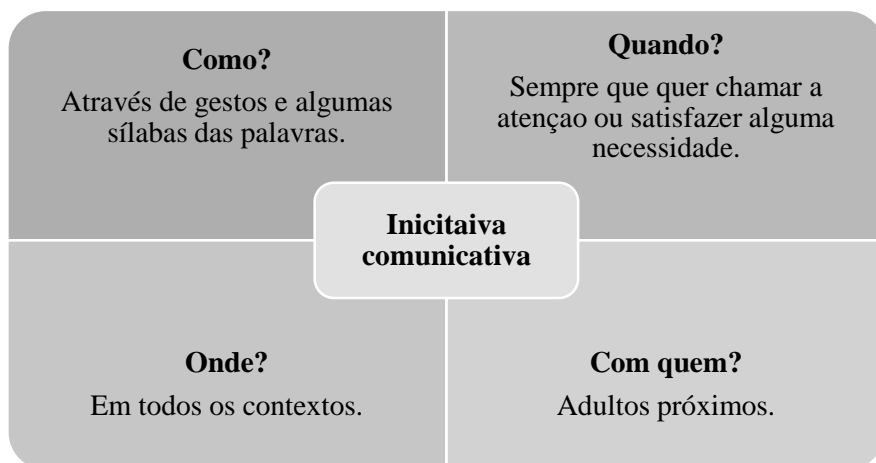 Como?
Através de gestos e algumas
sílabas das palavras.
Quando?
Sempre que quer chamar a
atençao ou satisfazer alguma
necessidade.
Inicitaiva
comunicativa
Onde?
Em todos os contextos.
Com quem?
Adultos próximos.